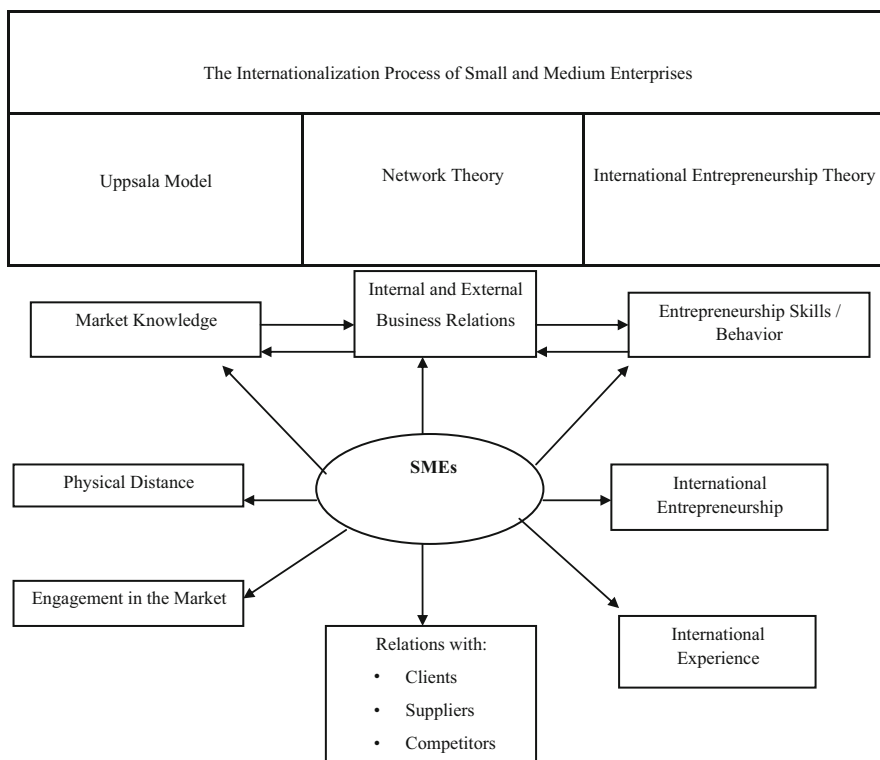 The Internationalization Process of Small and Medium Enterprises
Uppsala Model
Network Theory
International Entrepreneurship Theory
Market Knowledge
Internal and External
Business Relations
Entrepreneurship Skills /
Behavior
SMEs
Physical Distance
International
Entrepreneurship
Engagement in the Market
Relations with:
• Clients
• Suppliers
• Competitors
International
Experience